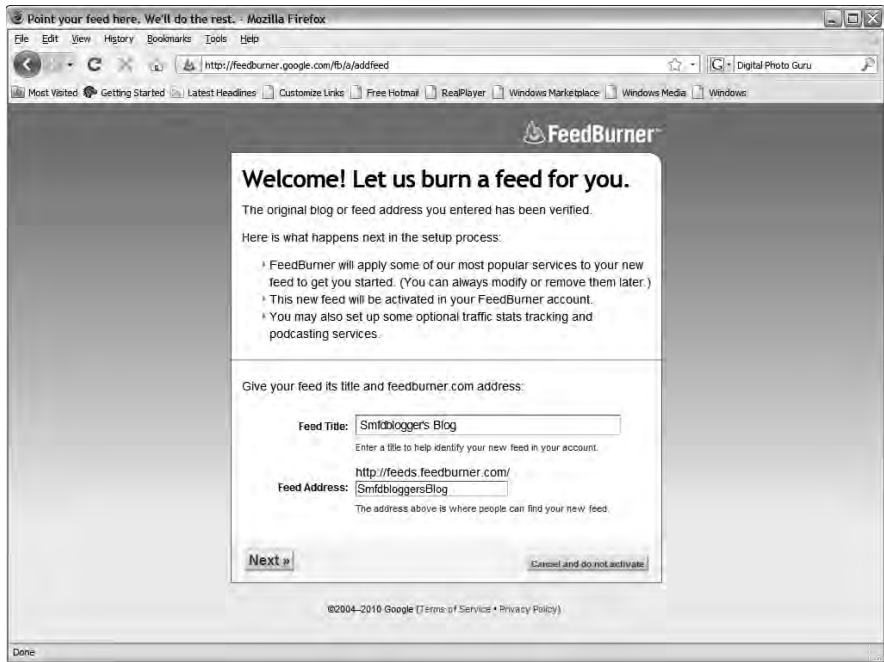 Point your feed here. We'll do the rest. - Mozilla Firefox
File Edit View History Bookmarks Tools Help
http://feedburner.google.com/fb/a/addfeed
G Digital Photo Guru
Most Visited Getting Started Latest Headlines Customize Links Free Hotmail RealPlayer Windows Marketplace Windows Media Windows
FeedBurner™
Welcome! Let us burn a feed for you.
The original blog or feed address you entered has been verified.
Here is what happens next in the setup process:
FeedBurner will apply some of our most popular services to your new
feed to get you started. (You can always modify or remove them later.)
This new feed will be activated in your FeedBurner account.
You may also set up some optional traffic stats tracking and
podcasting services.
Give your feed its title and feedburner.com address:
Feed Title: Smfdblogger's Blog
Enter a title to help identify your new feed in your account.
http://feeds.feedburner.com/
Feed Address: SmfdbloggersBlog
The address above is where people can find your new feed.
Next »
Cancel and do not activate
©2004–2010 Google (Terms of Service • Privacy Policy)
Done